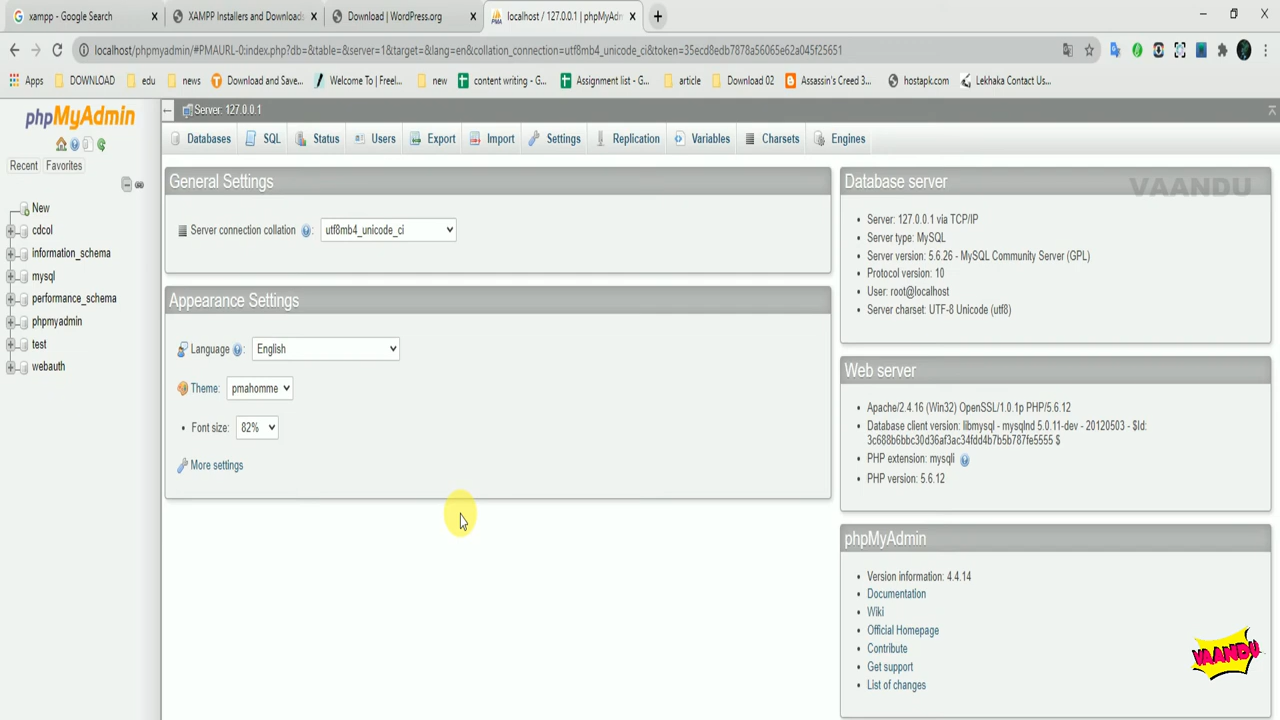 xampp - Google Search
XAMPP Installers and Downloads
Download | WordPress.org
localhost / 127.0.0.1 | phpMyAdm
localhost/phpmyadmin/#PMAURL-0:index.php?db=&table=&server=1&target=&lang=en&collation_connection=utf8mb4_unicode_ci&token=35ecd8edb7878a56065e62a045f25651
Apps
DOWNLOAD
edu
news
Download and Save...
Welcome To | Freel...
new
content writing - G...
Assignment list - G...
article
Download 02
Assassin's Creed 3...
hostapk.com
Lekhaka Contact Us...
phpMyAdmin
Recent
Favorites
New
cdcol
information_schema
mysql
performance_schema
phpmyadmin
test
webauth
Server: 127.0.0.1
Databases
SQL
Status
Users
Export
Import
Settings
Replication
Variables
Charsets
Engines
General Settings
Server connection collation
:
utf8mb4_unicode_ci
Appearance Settings
Language
:
English
Theme:
pmahomme
Font size:
82%
More settings
Database server
VAANDU
Server: 127.0.0.1 via TCP/IP
Server type: MySQL
Server version: 5.6.26 - MySQL Community Server (GPL)
Protocol version: 10
User: root@localhost
Server charset: UTF-8 Unicode (utf8)
Web server
Apache/2.4.16 (Win32) OpenSSL/1.0.1p PHP/5.6.12
Database client version: libmysql - mysqlnd 5.0.11-dev - 20120503 - $Id:
3c688b6bbc30d36af3ac34fdd4b7b5b787fe5555 $
PHP extension: mysqli
PHP version: 5.6.12
phpMyAdmin
Version information: 4.4.14
Documentation
Wiki
Official Homepage
Contribute
Get support
List of changes
VAANDU